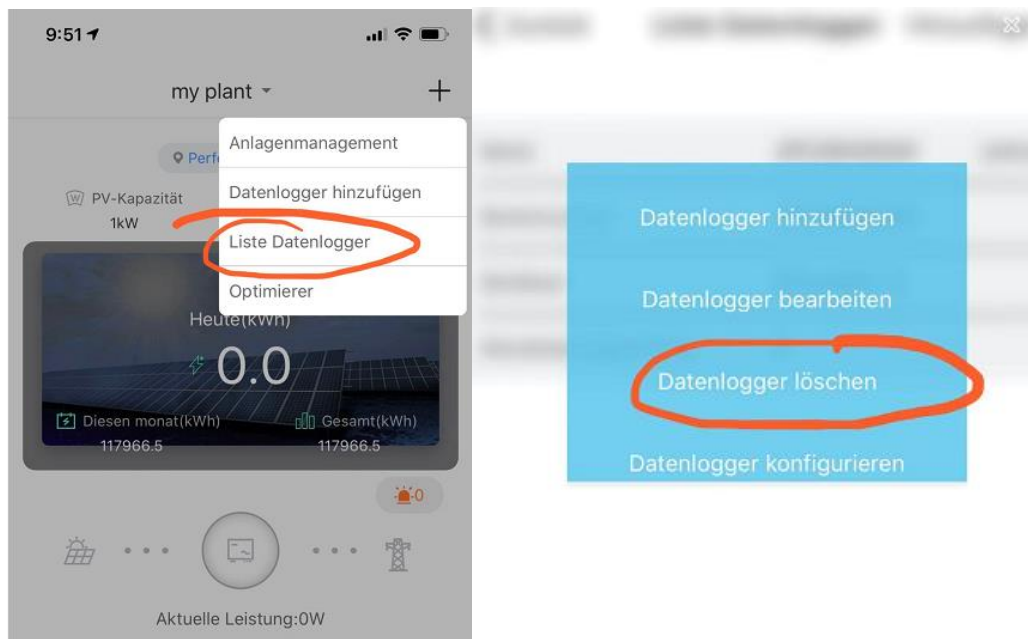 9:51
my plant
Anlagenmanagement
Perf
Datenlogger hinzufügen
PV-Kapazität
1kW
Liste Datenlogger
Optimierer
Heute(kWh)
0.0
Diesen monat(kWh)
Gesamt(kWh)
117966.5
117966.5
0
Aktuelle Leistung:0W
Datenlogger hinzufügen
Datenlogger bearbeiten
Datenlogger löschen
Datenlogger konfigurieren